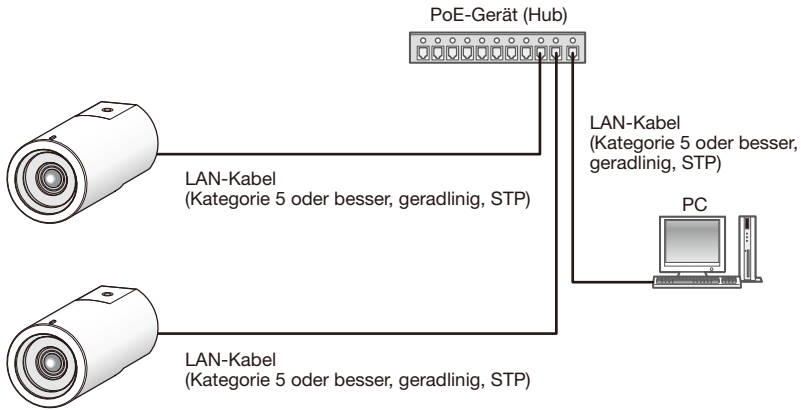 PoE-Gerät (Hub)
LAN-Kabel
(Kategorie 5 oder besser,
geradlinig, STP)
LAN-Kabel
(Kategorie 5 oder besser, geradlinig, STP)
PC
LAN-Kabel
(Kategorie 5 oder besser, geradlinig, STP)